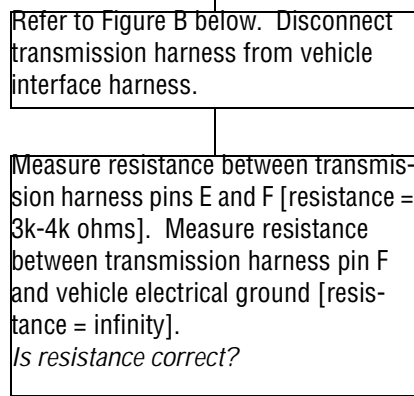 Refer to Figure B below. Disconnect
transmission harness from vehicle
interface harness.
Measure resistance between transmis-
sion harness pins E and F [resistance =
3k-4k ohms]. Measure resistance
between transmission harness pin F
and vehicle electrical ground [resis-
tance = infinity].
Is resistance correct?